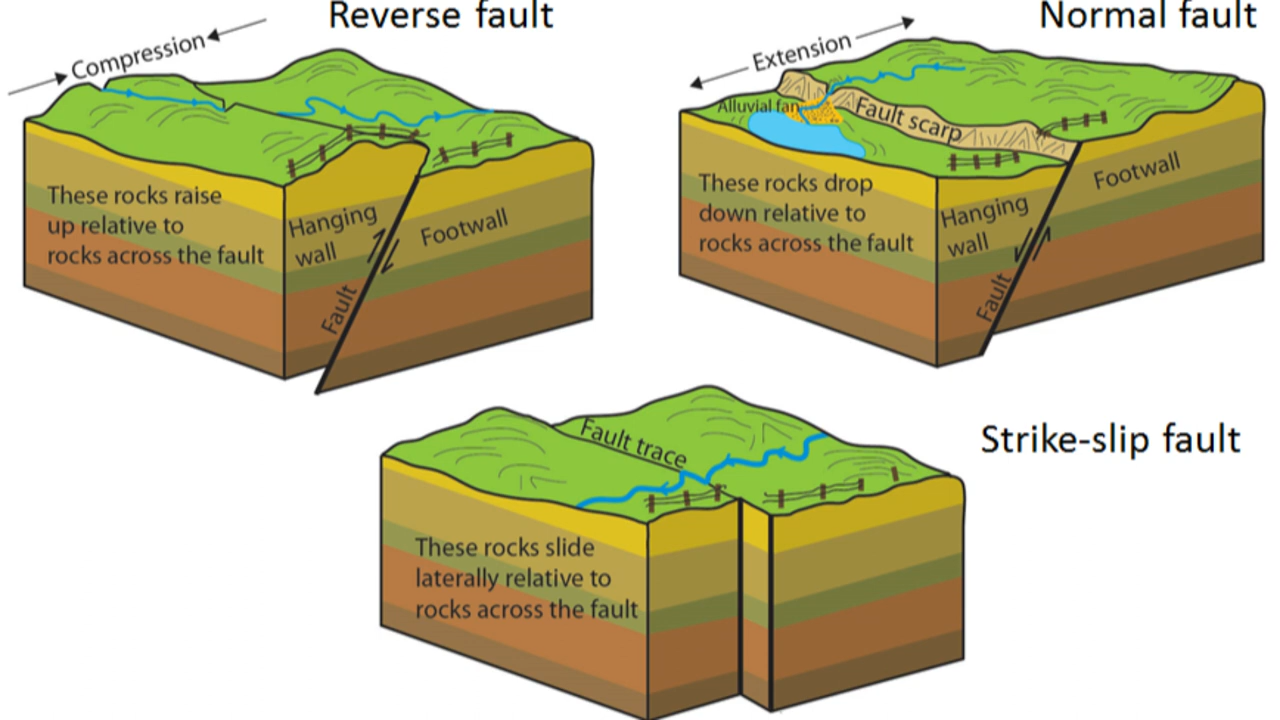 Reverse fault
Compression
These rocks raise
up relative to
rocks across the fault
Hanging
wall
Footwall
Fault
Normal fault
Extension
Alluvial fan
Fault scarp
These rocks drop
down relative to
rocks across the fault
Hanging
wall
Footwall
Fault
Strike-slip fault
Fault trace
These rocks slide
laterally relative to
rocks across the fault